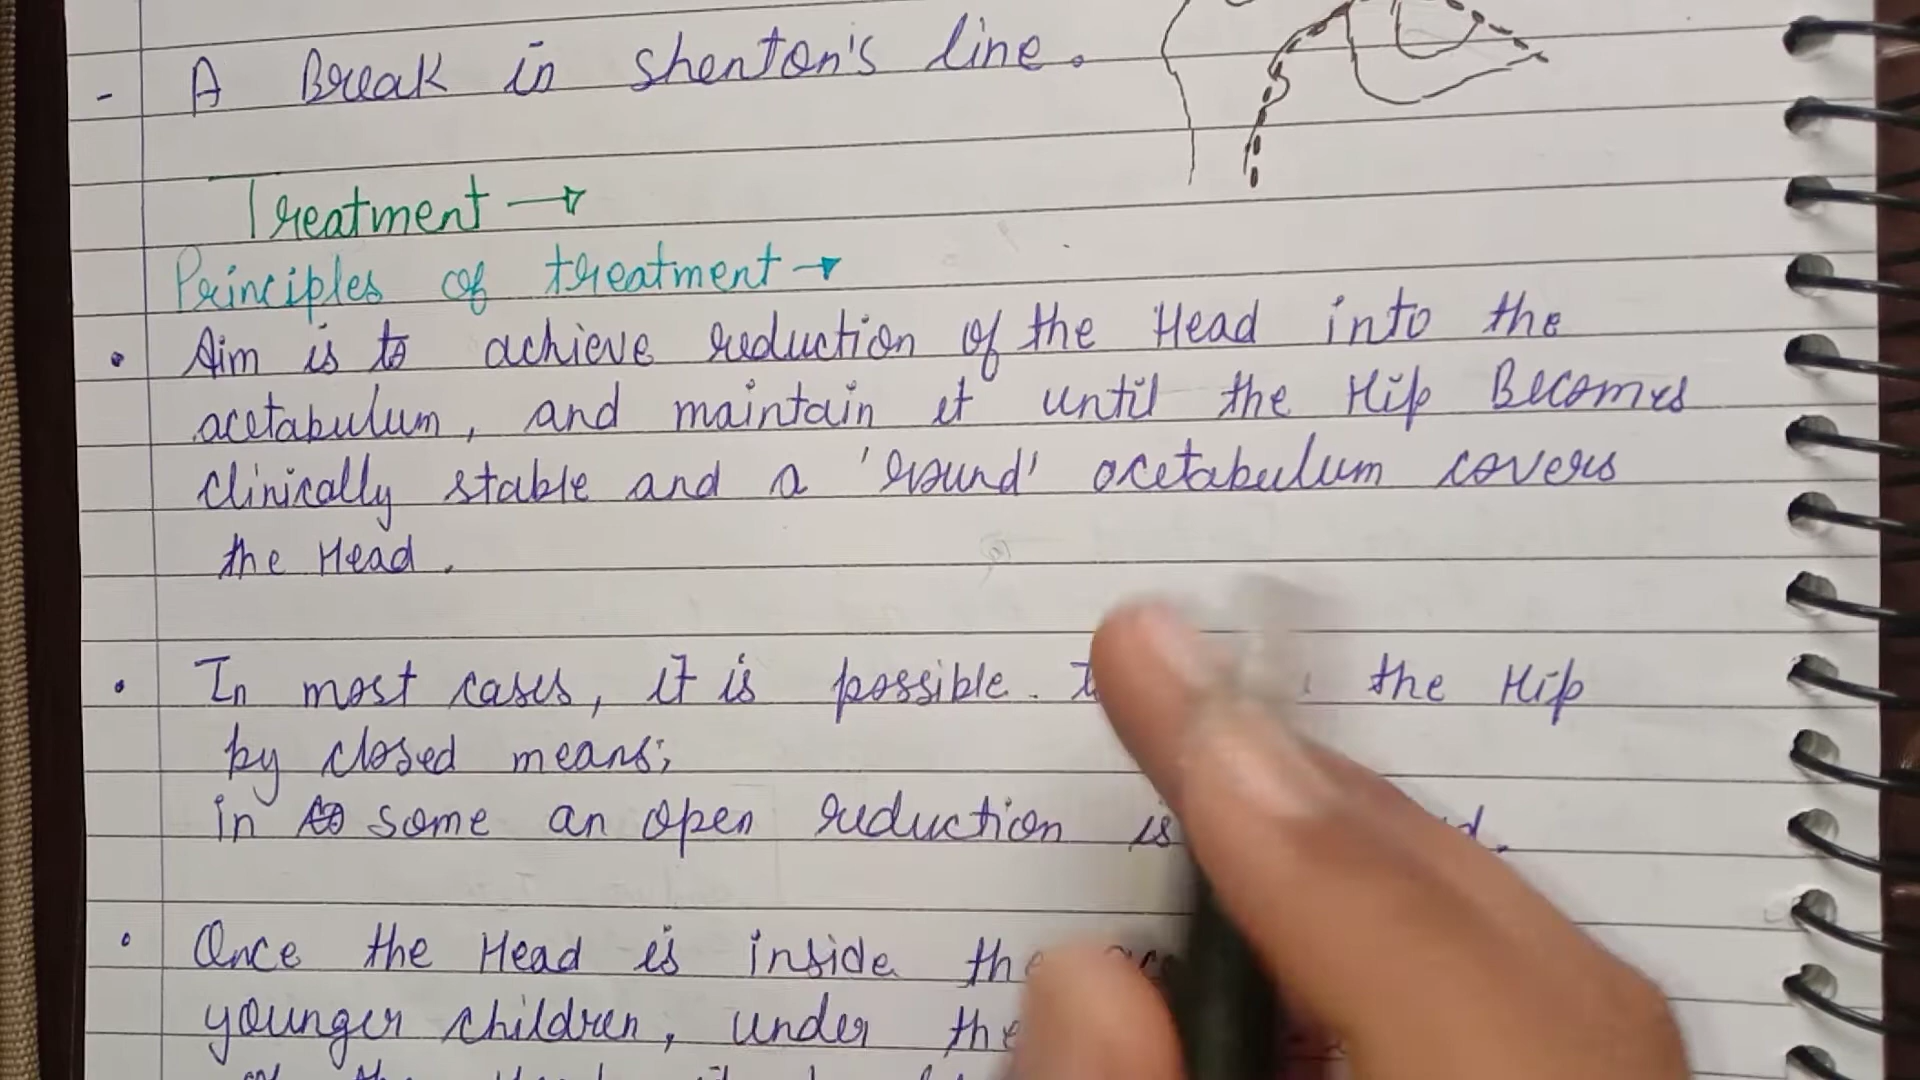 - A Break in shenton's line.
Treatment →
Principles of treatment →
• Aim is to achieve reduction of the Head into the
acetabulum, and maintain it until the Hip Becomes
clinically stable and a 'round' acetabulum covers
the Head.
• In most cases, it is possible the Hip
by closed means;
in some an open reduction is
• Once the Head is inside the
younger children, under the